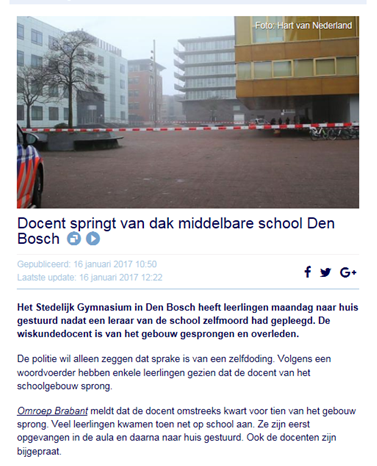 Foto: Hart van Nederland
Docent springt van dak middelbare school Den
Bosch
Gepubliceerd: 16 januari 2017 10:50
Laatste update: 16 januari 2017 12:22
f G+
Het Stedelijk Gymnasium in Den Bosch heeft leerlingen maandag naar huis
gestuurd nadat een leraar van de school zelfmoord had gepleegd. De
wiskundedocent is van het gebouw gesprongen en overleden.
De politie wil alleen zeggen dat sprake is van een zelfdoding. Volgens een
woordvoerder hebben enkele leerlingen gezien dat de docent van het
schoolgebouw sprong.
Omroep Brabant meldt dat de docent omstreeks kwart voor tien van het gebouw
sprong. Veel leerlingen kwamen toen net op school aan. Ze zijn eerst
opgevangen in de aula en daarna naar huis gestuurd. Ook de docenten zijn
bijgepraat.